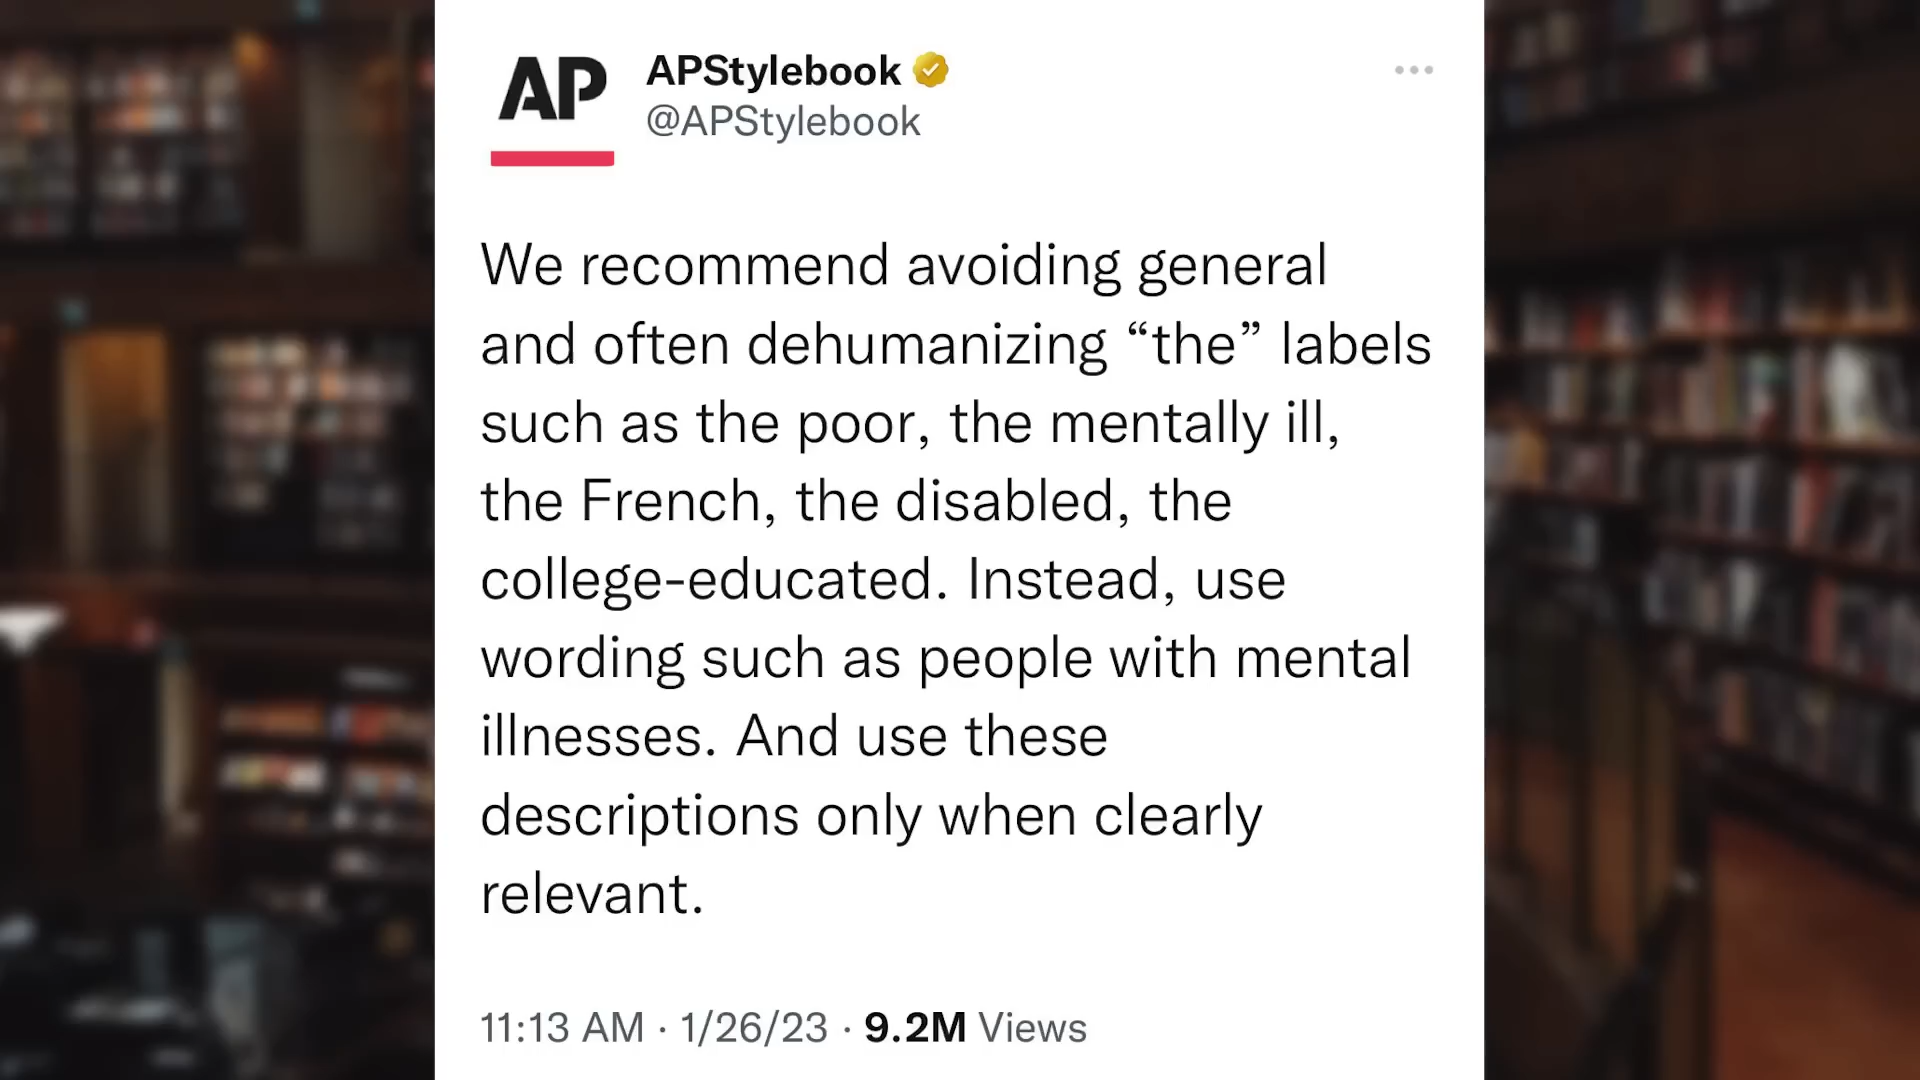 AP
APStylebook
@APStylebook
We recommend avoiding general
and often dehumanizing “the” labels
such as the poor, the mentally ill,
the French, the disabled, the
college-educated. Instead, use
wording such as people with mental
illnesses. And use these
descriptions only when clearly
relevant.
11:13 AM · 1/26/23 · 9.2M Views